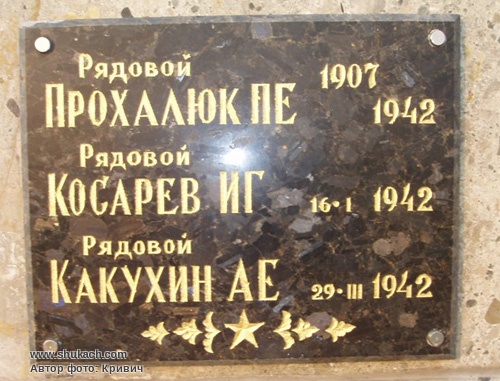 Рядовой 1907
ПРОХАЛЮК ПЕ 1942
Рядовой
КОСАРЕВ ИГ 16•I 1942
Рядовой
КАКУХИН АЕ 29•III 1942
www.shukach.com
Автор фото- Кривич